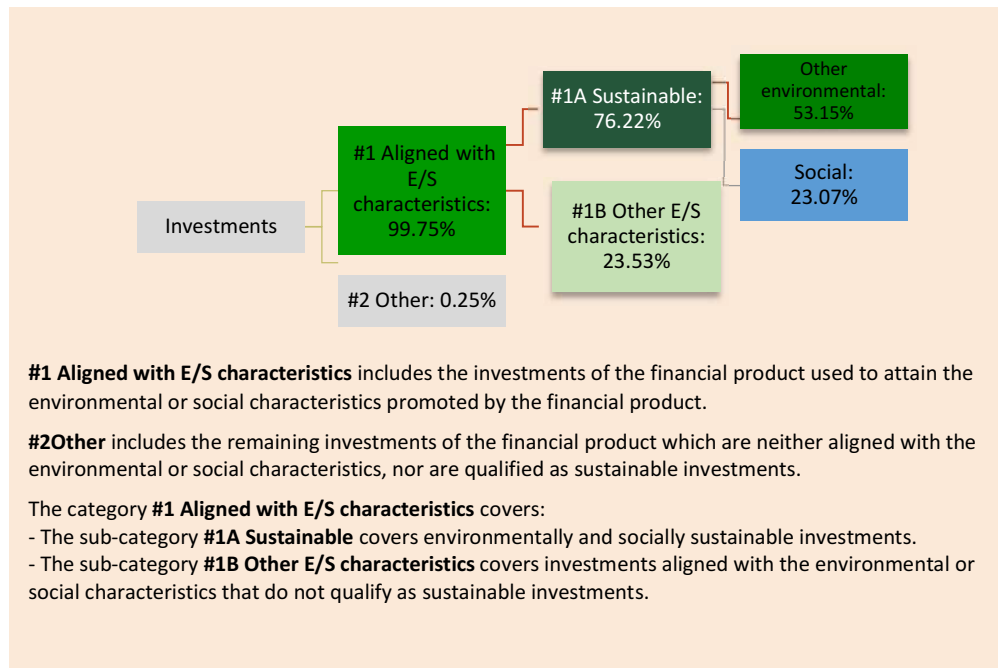 Investments
#1 Aligned with
E/S
characteristics:
99.75%
#2 Other: 0.25%
#1A Sustainable:
76.22%
#1B Other E/S
characteristics:
23.53%
Other
environmental:
53.15%
Social:
23.07%
#1 Aligned with E/S characteristics includes the investments of the financial product used to attain the
environmental or social characteristics promoted by the financial product.
#2Other includes the remaining investments of the financial product which are neither aligned with the
environmental or social characteristics, nor are qualified as sustainable investments.
The category #1 Aligned with E/S characteristics covers:
- The sub-category #1A Sustainable covers environmentally and socially sustainable investments.
- The sub-category #1B Other E/S characteristics covers investments aligned with the environmental or
social characteristics that do not qualify as sustainable investments.